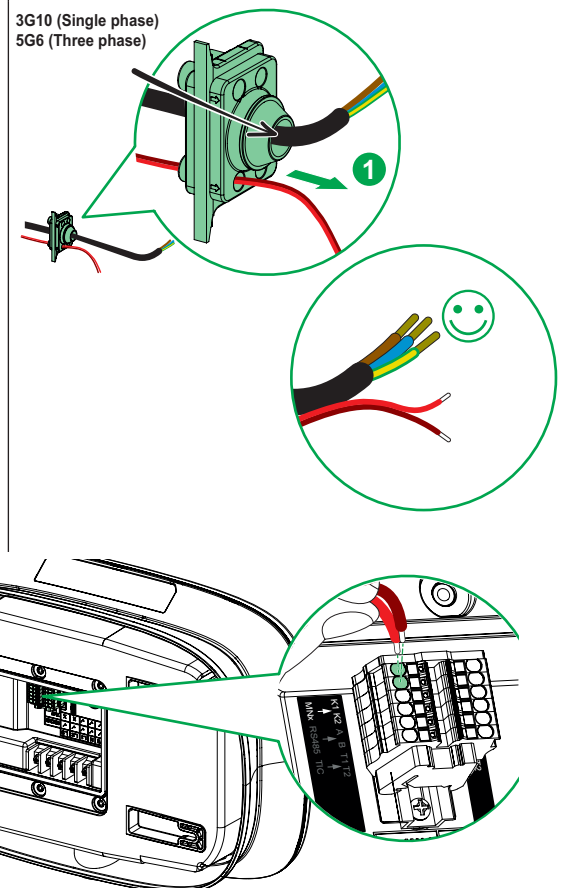 3G10 (Single phase)
5G6 (Three phase)
1
K1 K2 A B T1 T2
MNX RS485 TIC